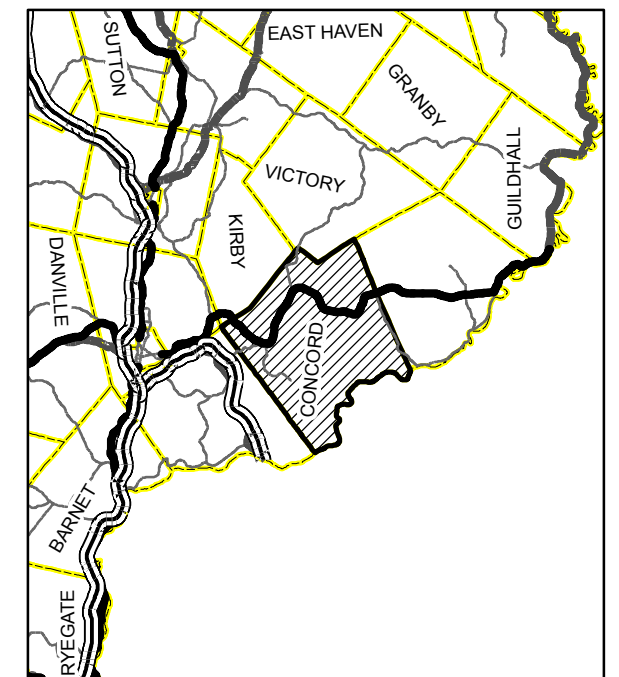 EAST HAVEN
SUTTON
GRANBY
GUILDHALL
VICTORY
KIRBY
DANVILLE
CONCORD
BARNET
RYEGATE